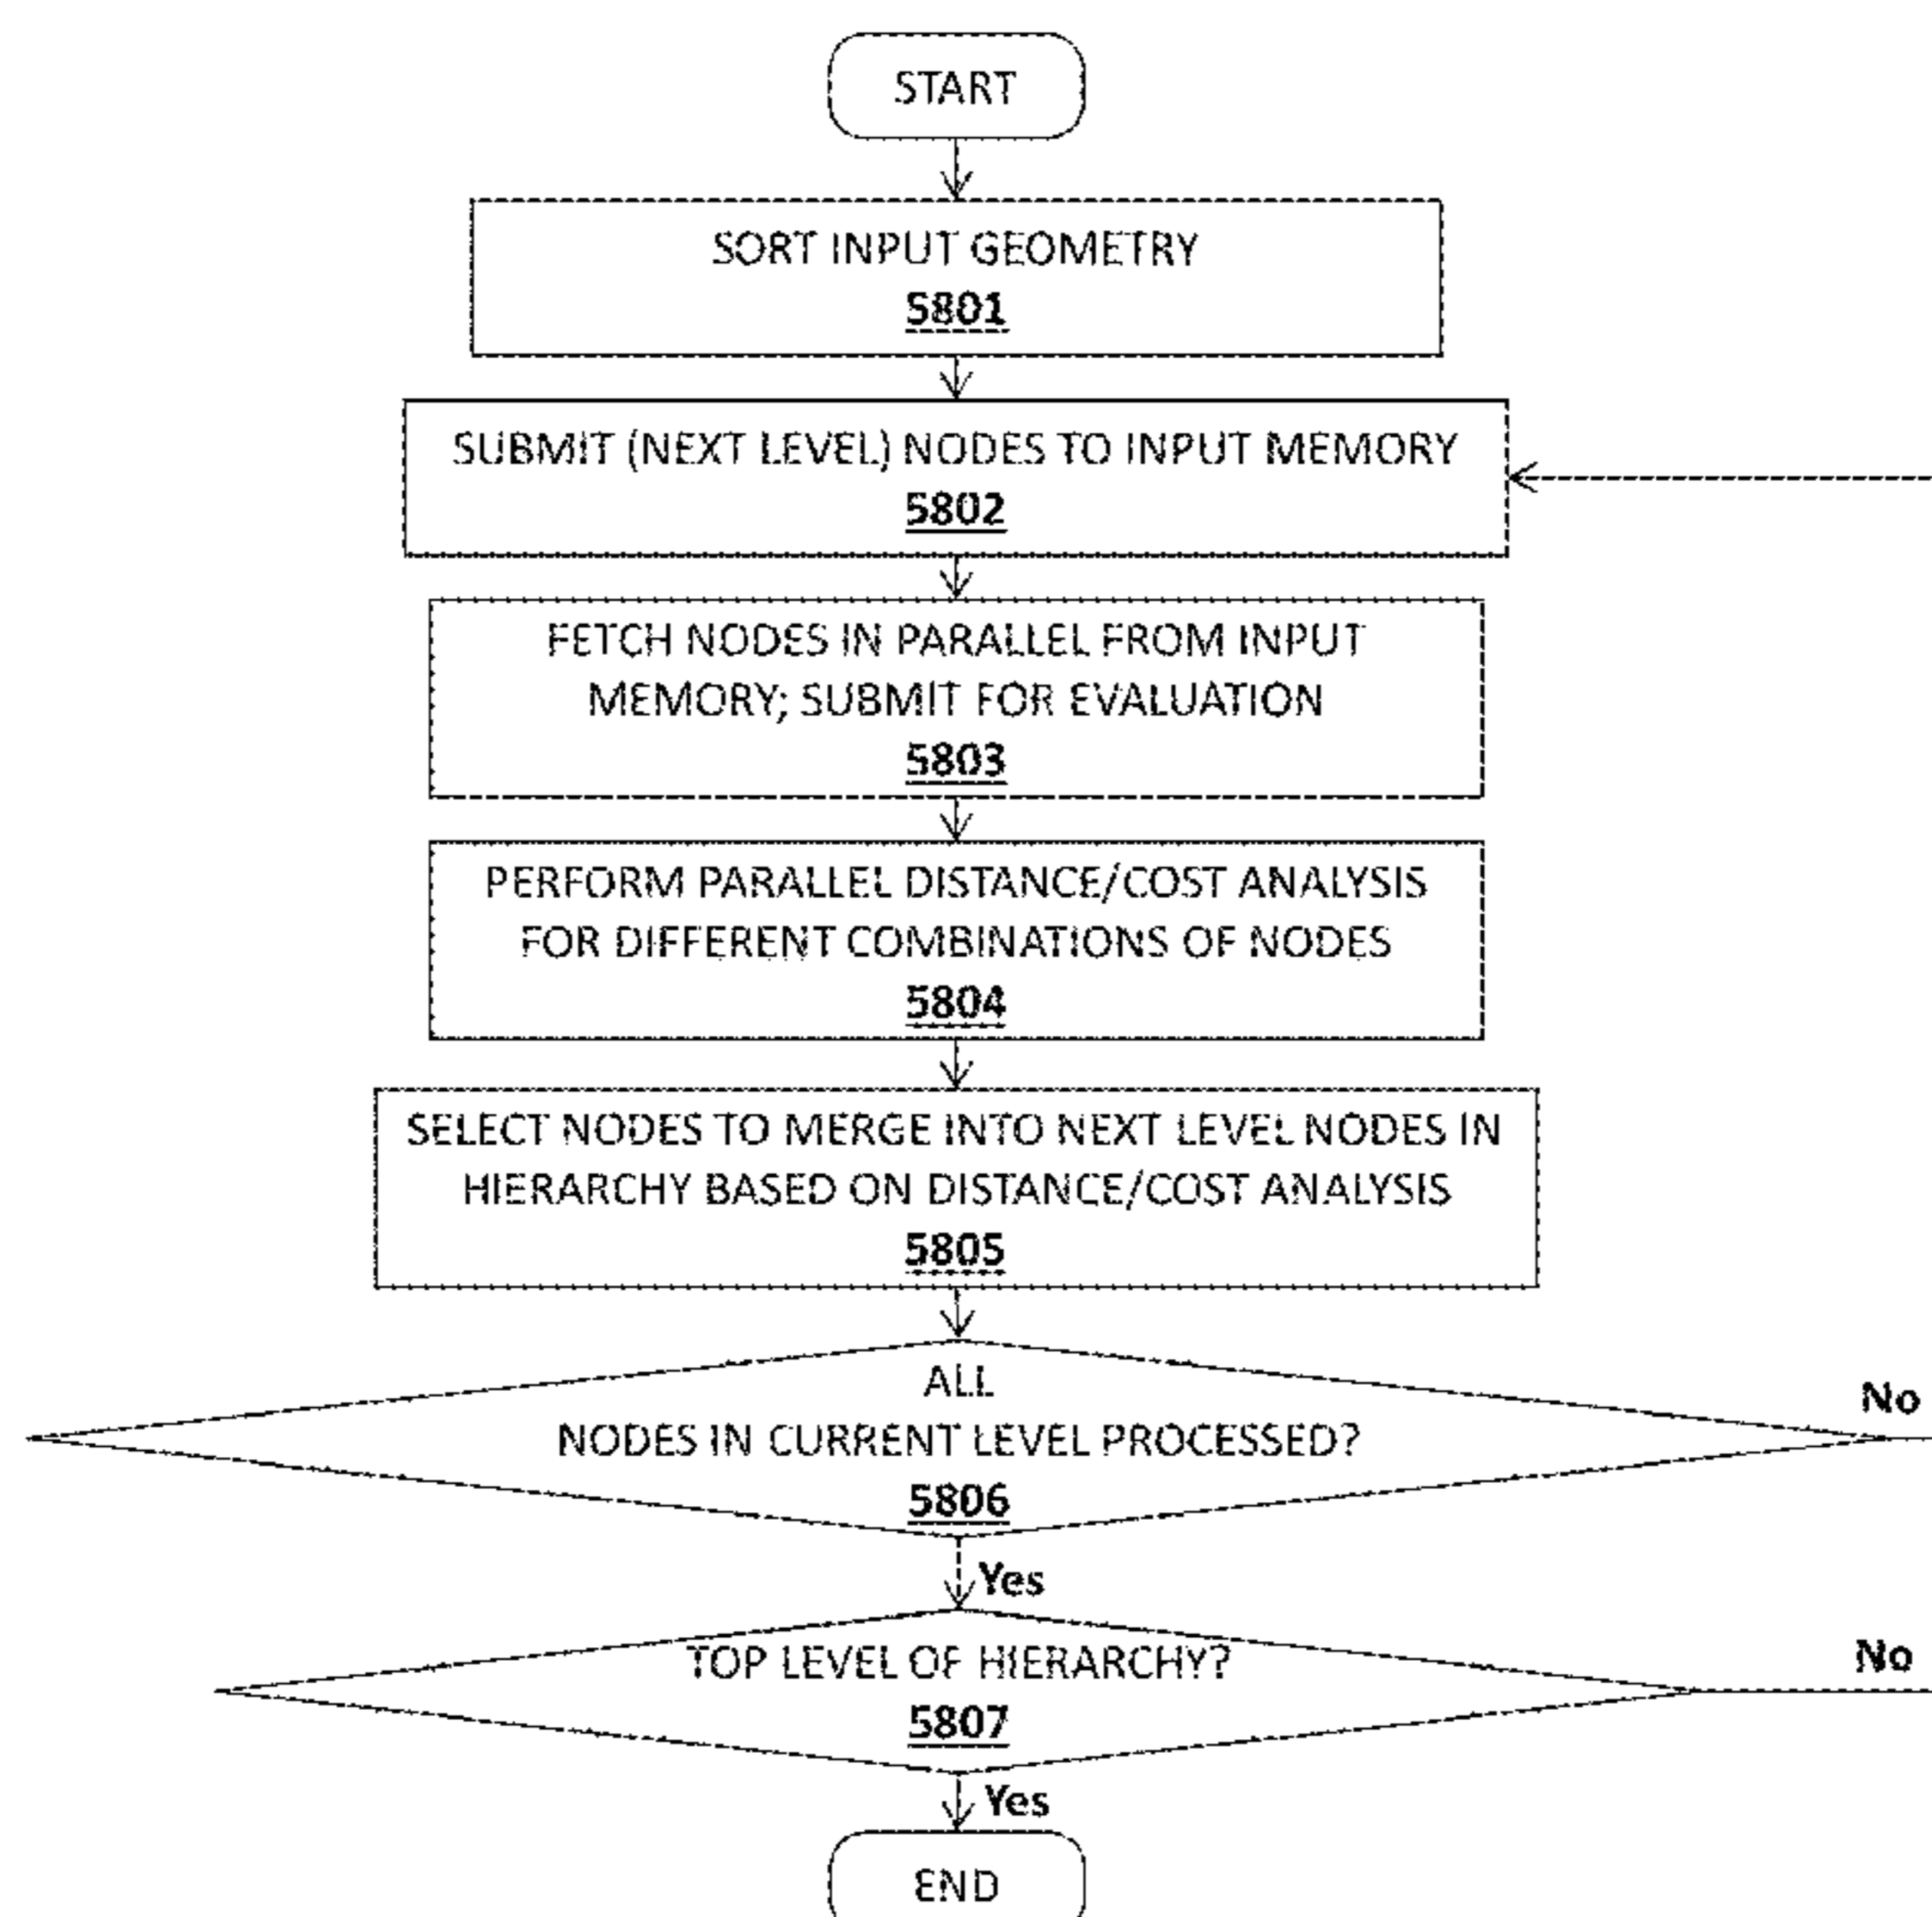 START
SORT INPUT GEOMETRY
5801
SUBMIT (NEXT LEVEL) NODES TO INPUT MEMORY
5802
FETCH NODES IN PARALLEL FROM INPUT
MEMORY; SUBMIT FOR EVALUATION
5803
PERFORM PARALLEL DISTANCE/COST ANALYSIS
FOR DIFFERENT COMBINATIONS OF NODES
5804
SELECT NODES TO MERGE INTO NEXT LEVEL NODES IN
HIERARCHY BASED ON DISTANCE/COST ANALYSIS
5805
ALL
NODES IN CURRENT LEVEL PROCESSED?
5806
No
Yes
TOP LEVEL OF HIERARCHY?
5807
No
Yes
END